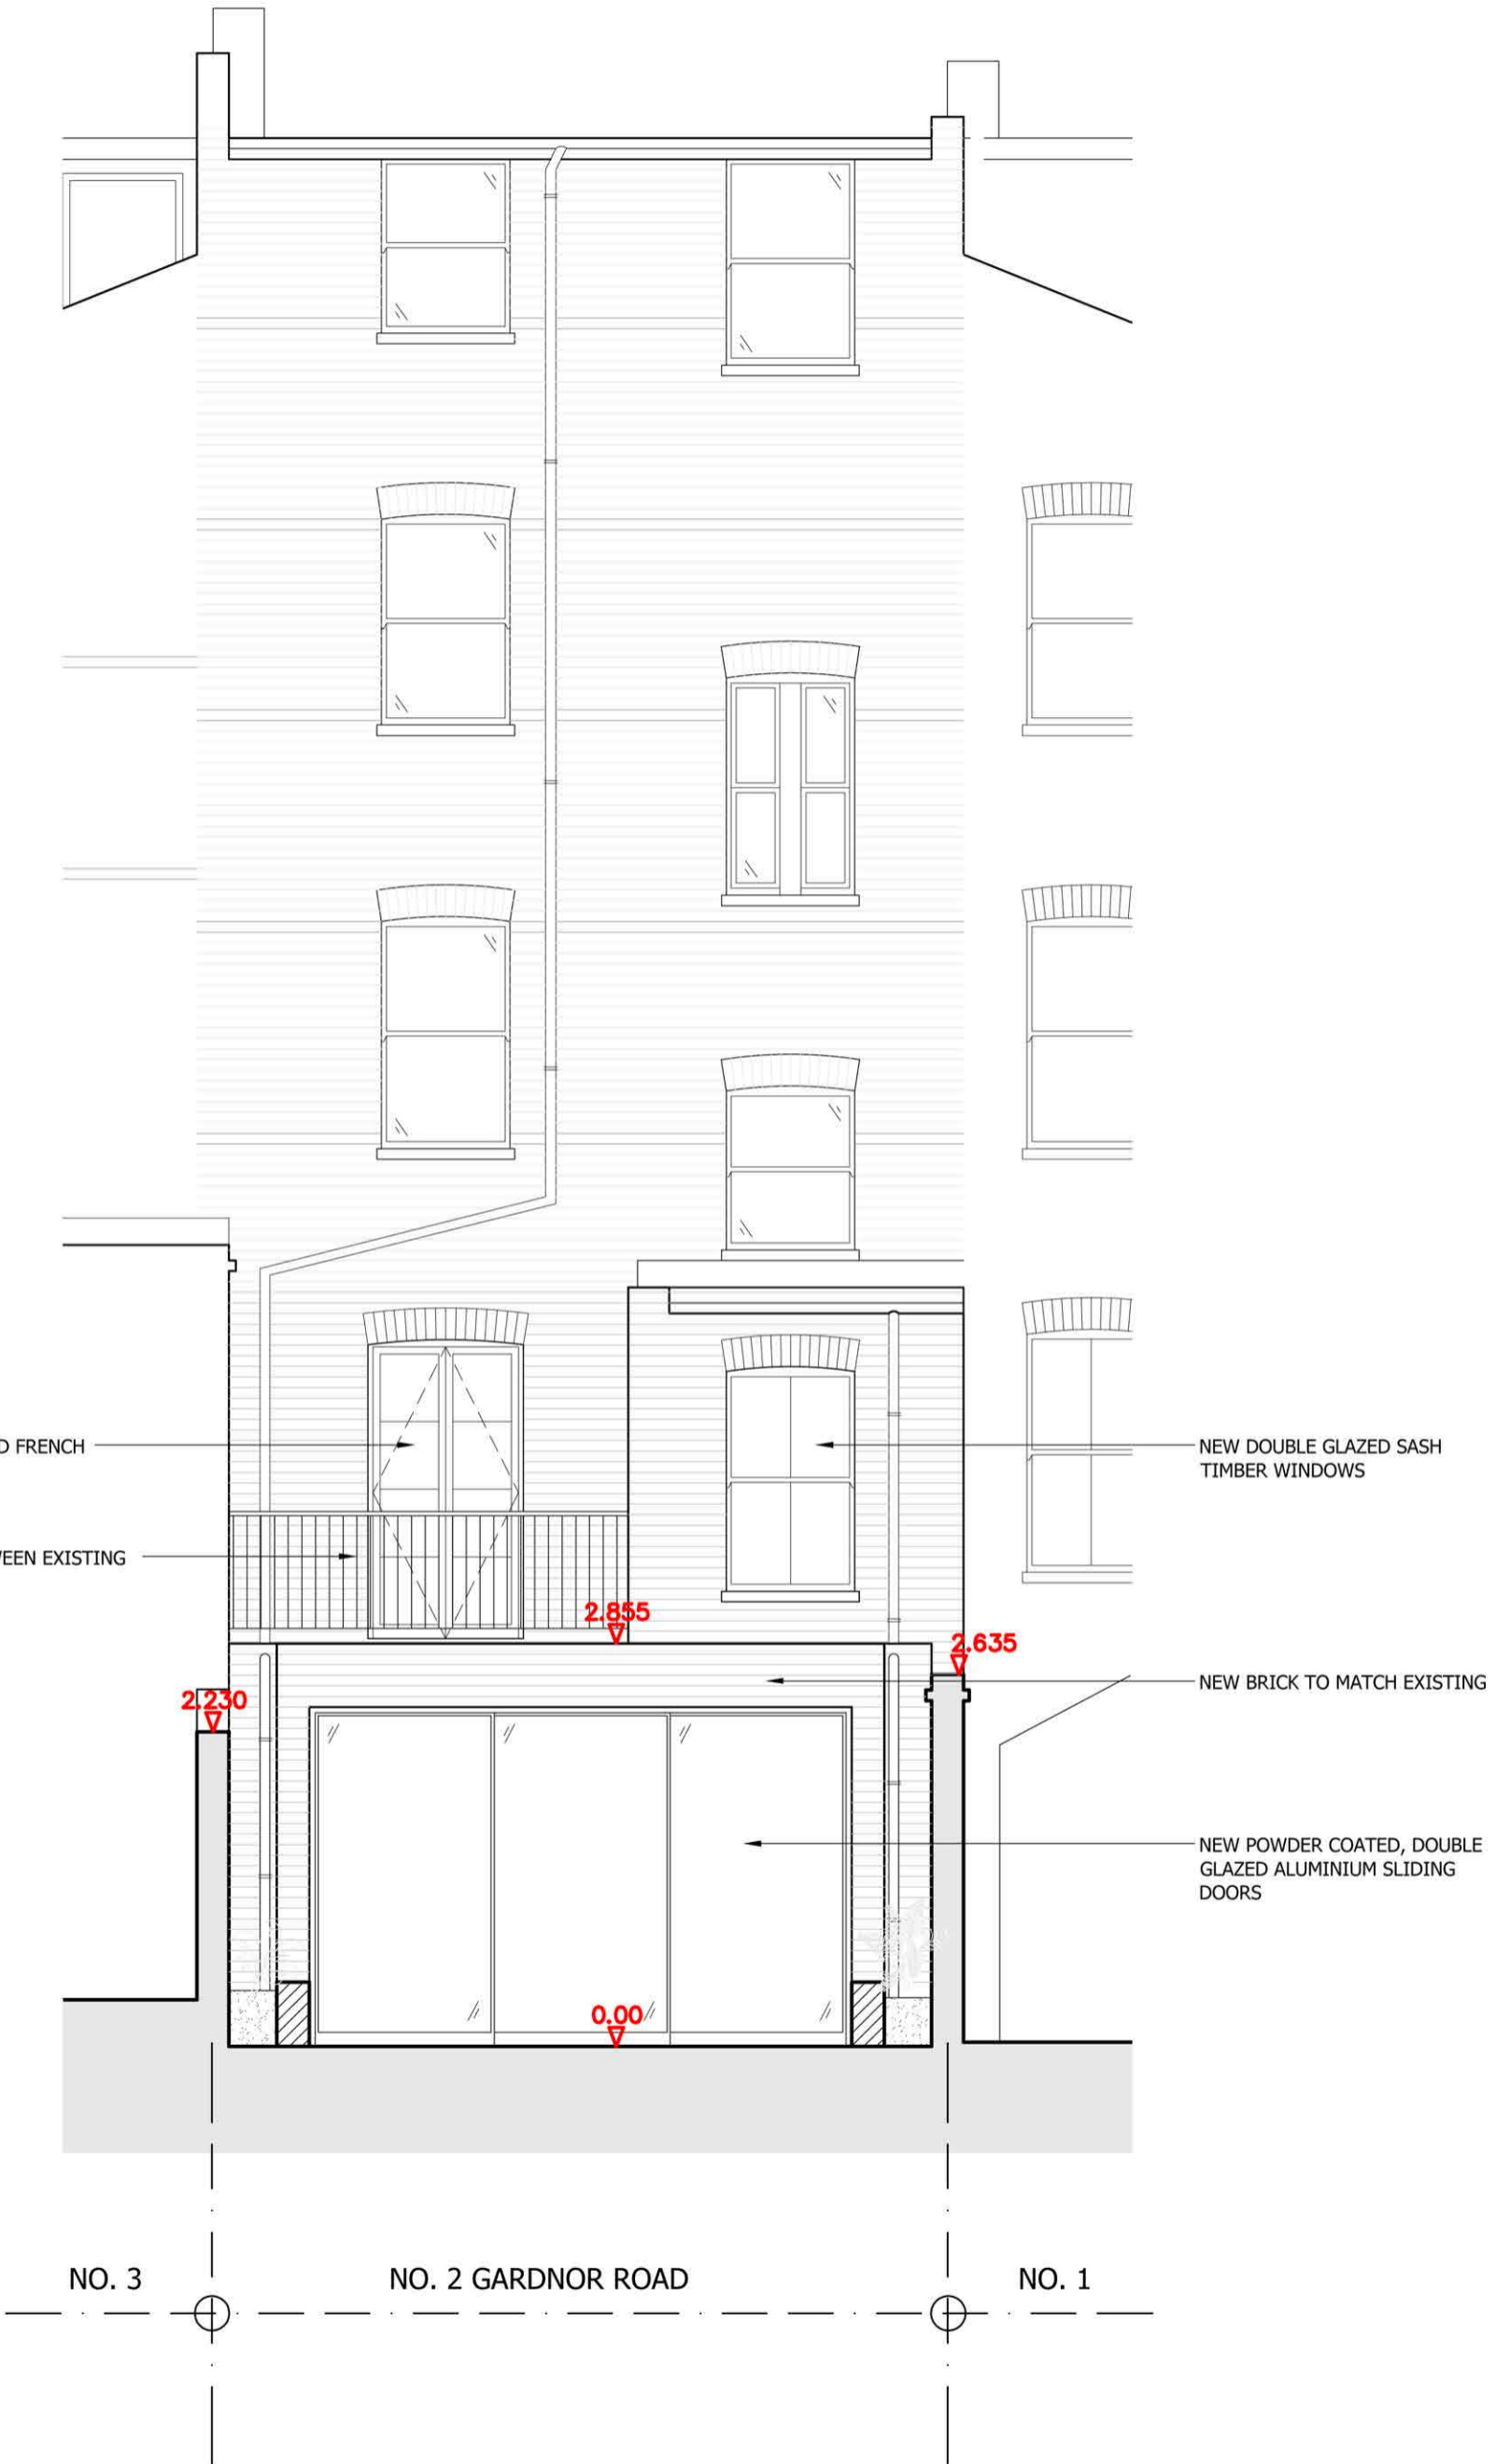 FRENCH
NEW DOUBLE GLAZED SASH
TIMBER WINDOWS
EXISTING
2.855
2.635
2.230
NEW BRICK TO MATCH EXISTING
NEW POWDER COATED, DOUBLE
GLAZED ALUMINIUM SLIDING
DOORS
0.00
NO. 3
NO. 2 GARDNOR ROAD
NO. 1